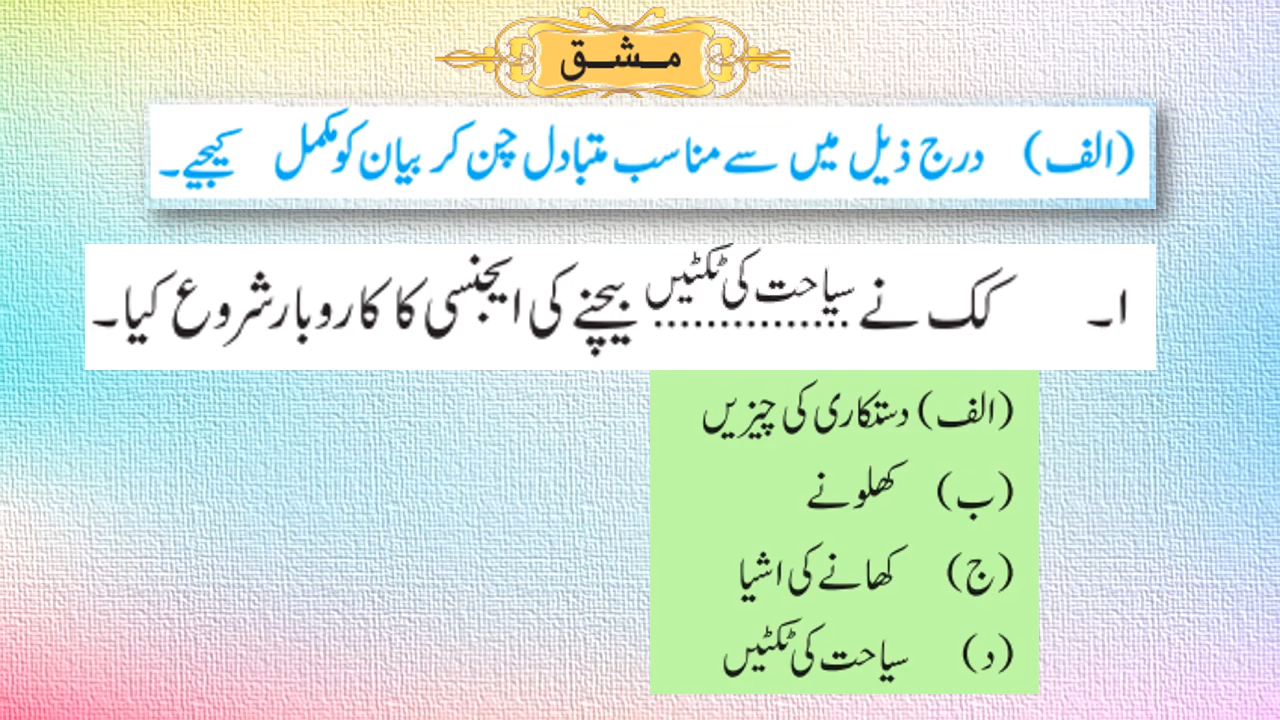 مشق
(الف) درج ذیل میں سے مناسب متبادل چن کر بیان کو مکمل کیجیے۔
۱۔ کک نے سیاحت کی ٹکٹیں بیچنے کی ایجنسی کا کاروبار شروع کیا۔
(الف) دستکاری کی چیزیں
(ب) کھلونے
(ج) کھانے کی اشیا
(د) سیاحت کی ٹکٹیں